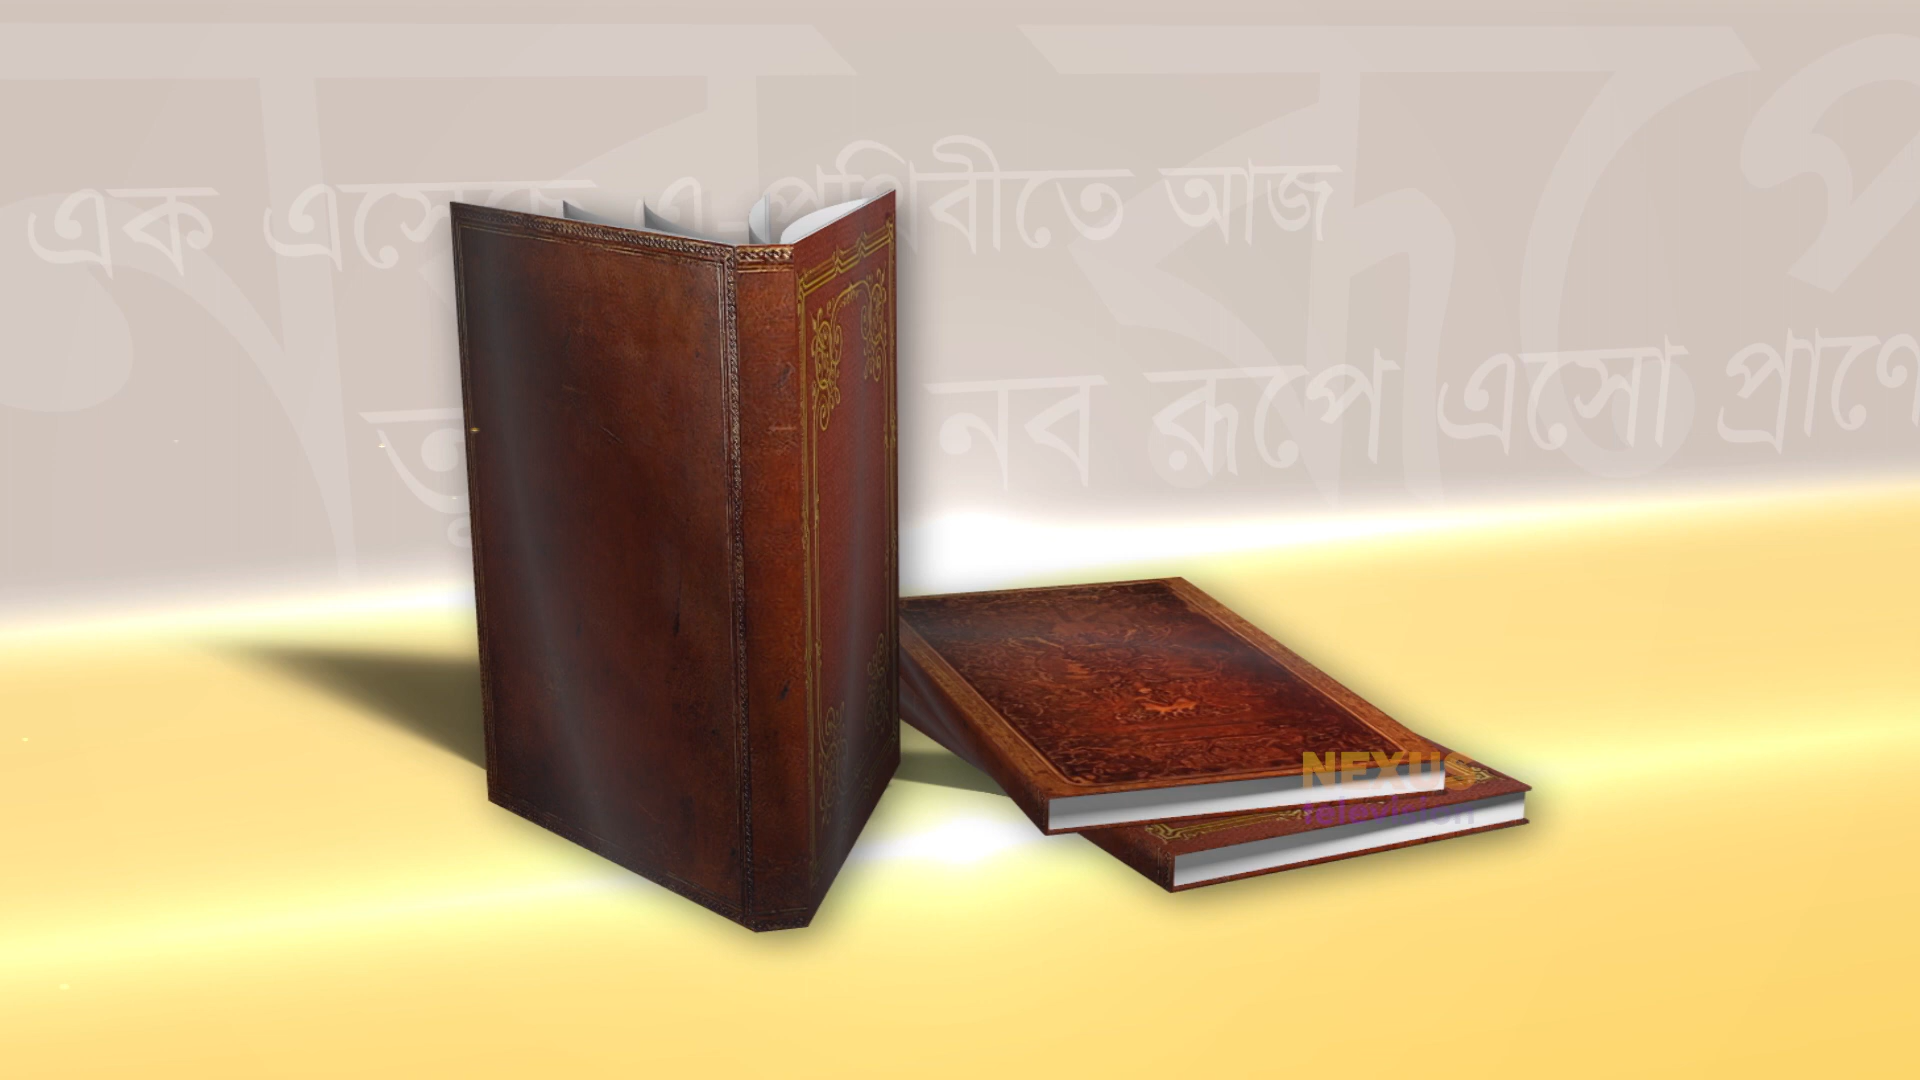 এক এসেছে এ-পৃথিবীতে আজ
নব রূপে এসো প্রাণে
NEXUS
television